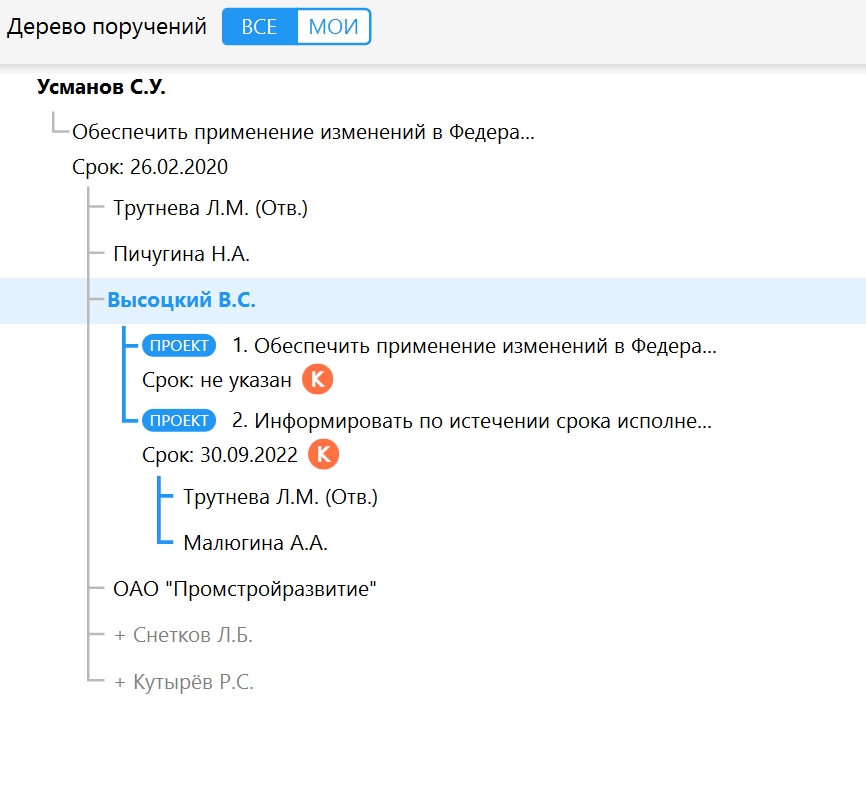 Дерево поручений ВСЕ МОИ
Усманов С.У.
Обеспечить применение изменений в Федера...
Срок: 26.02.2020
Трутнева Л.М. (Отв.)
Пичугина Н.А.
Высоцкий В.С.
ПРОЕКТ 1. Обеспечить применение изменений в Федера...
Срок: не указан К
ПРОЕКТ 2. Информировать по истечении срока исполне...
Срок: 30.09.2022 К
Трутнева Л.М. (Отв.)
Малюгина А.А.
ОАО "Промстройразвитие"
+ Снетков Л.Б.
+ Кутырёв Р.С.